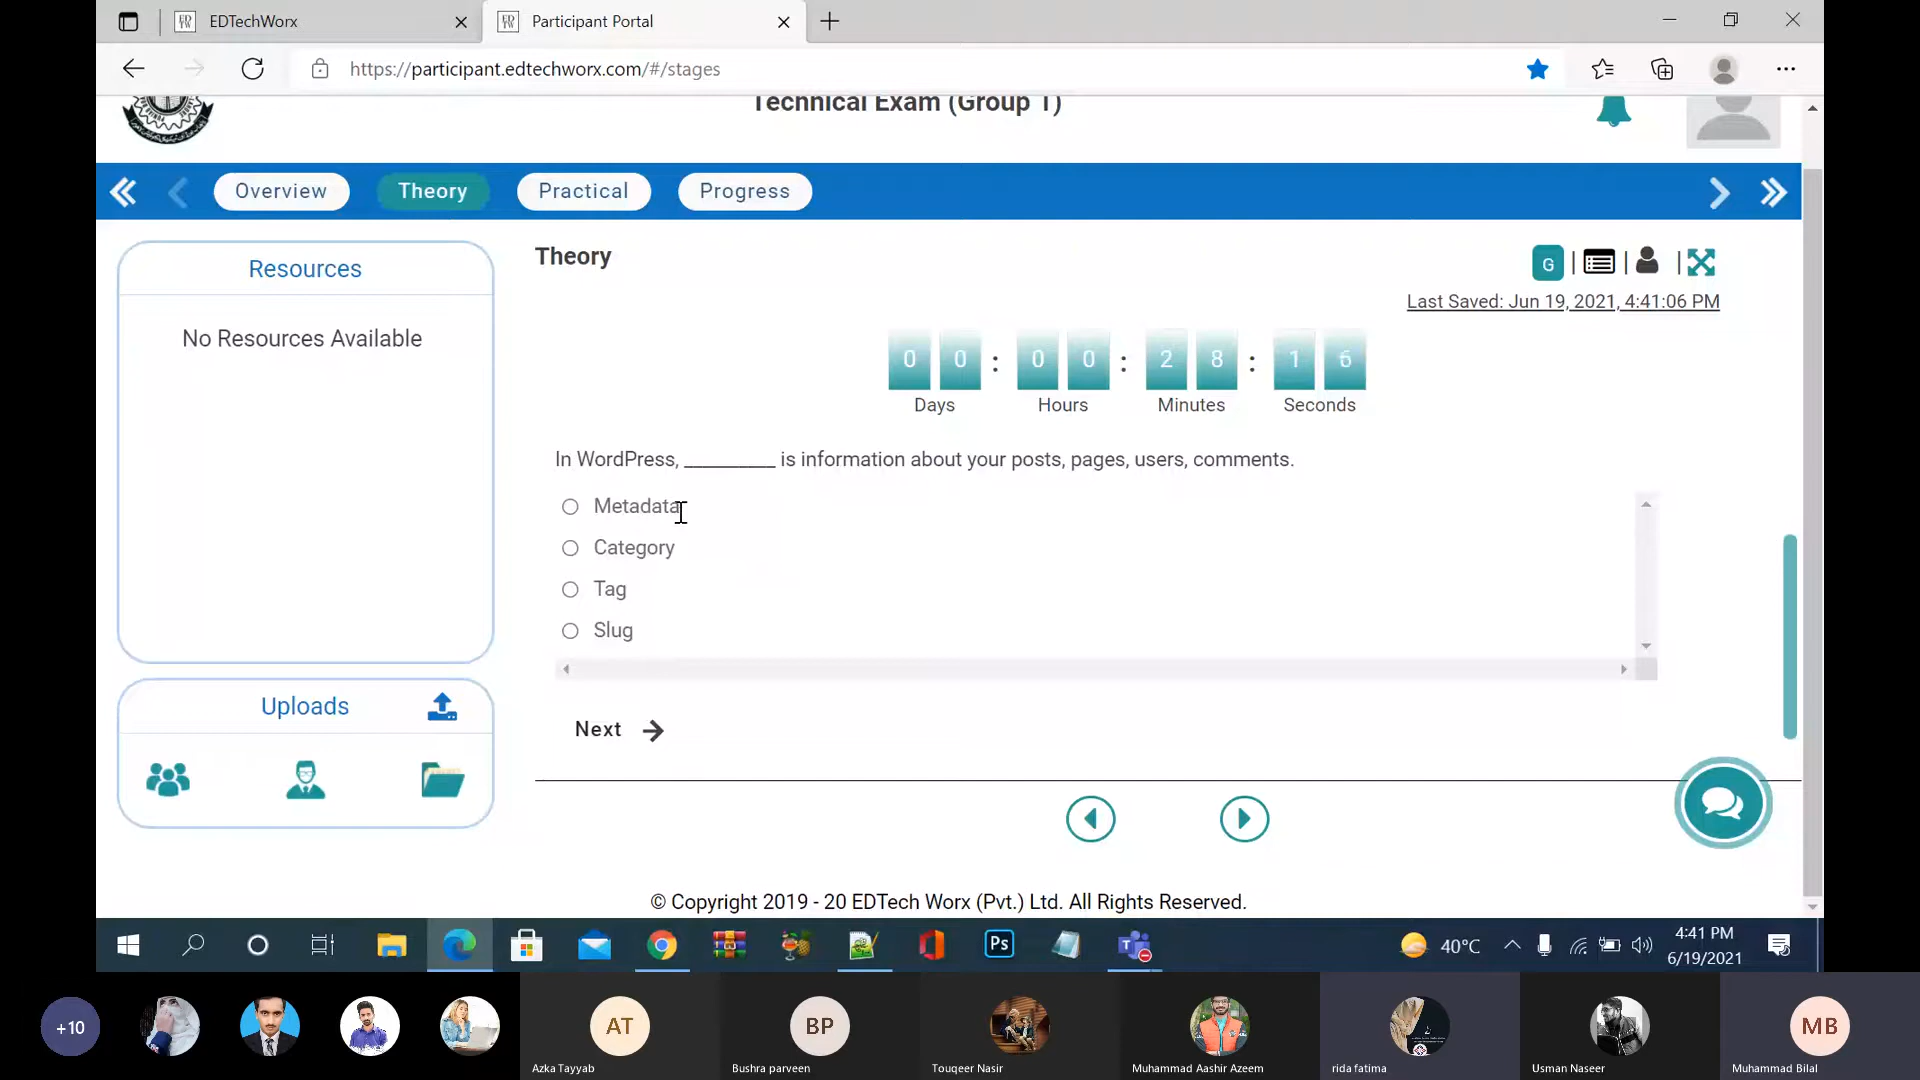 EDTechWorx
Participant Portal
https://participant.edtechworx.com/#/stages
Technical Exam (Group 1)
Overview
Theory
Practical
Progress
Resources
No Resources Available
Theory
G
Last Saved: Jun 19, 2021, 4:41:06 PM
0 0 : 0 0 : 2 8 : 1 6
Days Hours Minutes Seconds
In WordPress, __________ is information about your posts, pages, users, comments.
Metadata
Category
Tag
Slug
Uploads
Next
© Copyright 2019 - 20 EDTech Worx (Pvt.) Ltd. All Rights Reserved.
Ps
40°C
4:41 PM
6/19/2021
+10
AT
BP
MB
Azka Tayyab
Bushra parveen
Touqeer Nasir
Muhammad Aashir Azeem
rida fatima
Usman Naseer
Muhammad Bilal